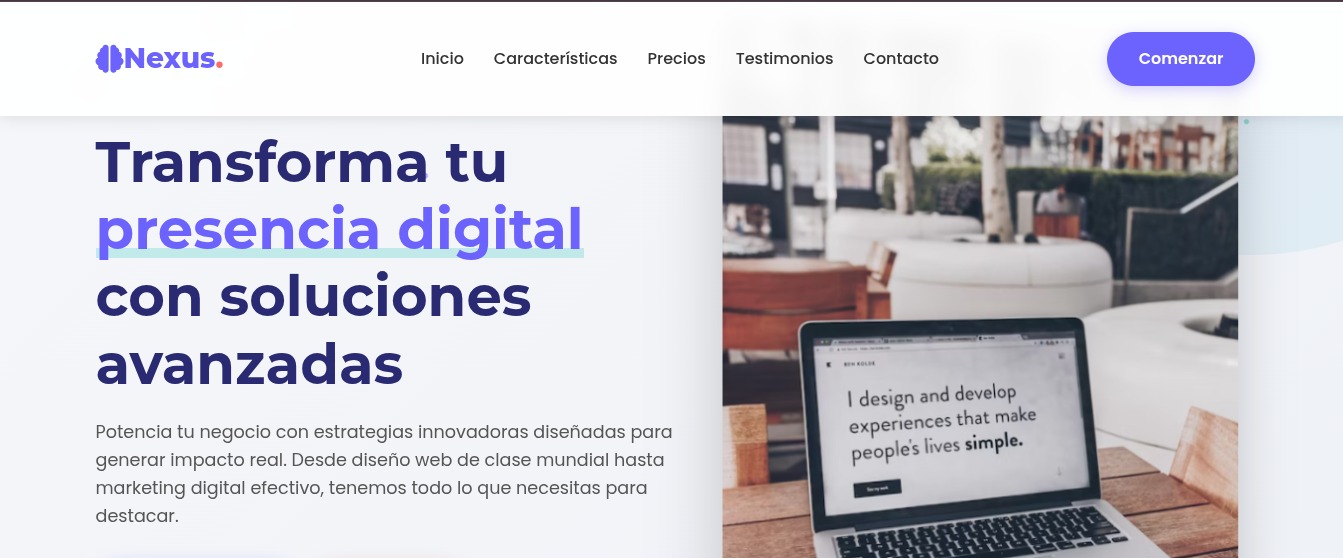 Nexus.
Inicio
Características
Precios
Testimonios
Contacto
Comenzar
Transforma tu
presencia digital
con soluciones
avanzadas
Potencia tu negocio con estrategias innovadoras diseñadas para
generar impacto real. Desde diseño web de clase mundial hasta
marketing digital efectivo, tenemos todo lo que necesitas para
destacar.
BEN KOLDE
I design and develop
experiences that make
people's lives simple.